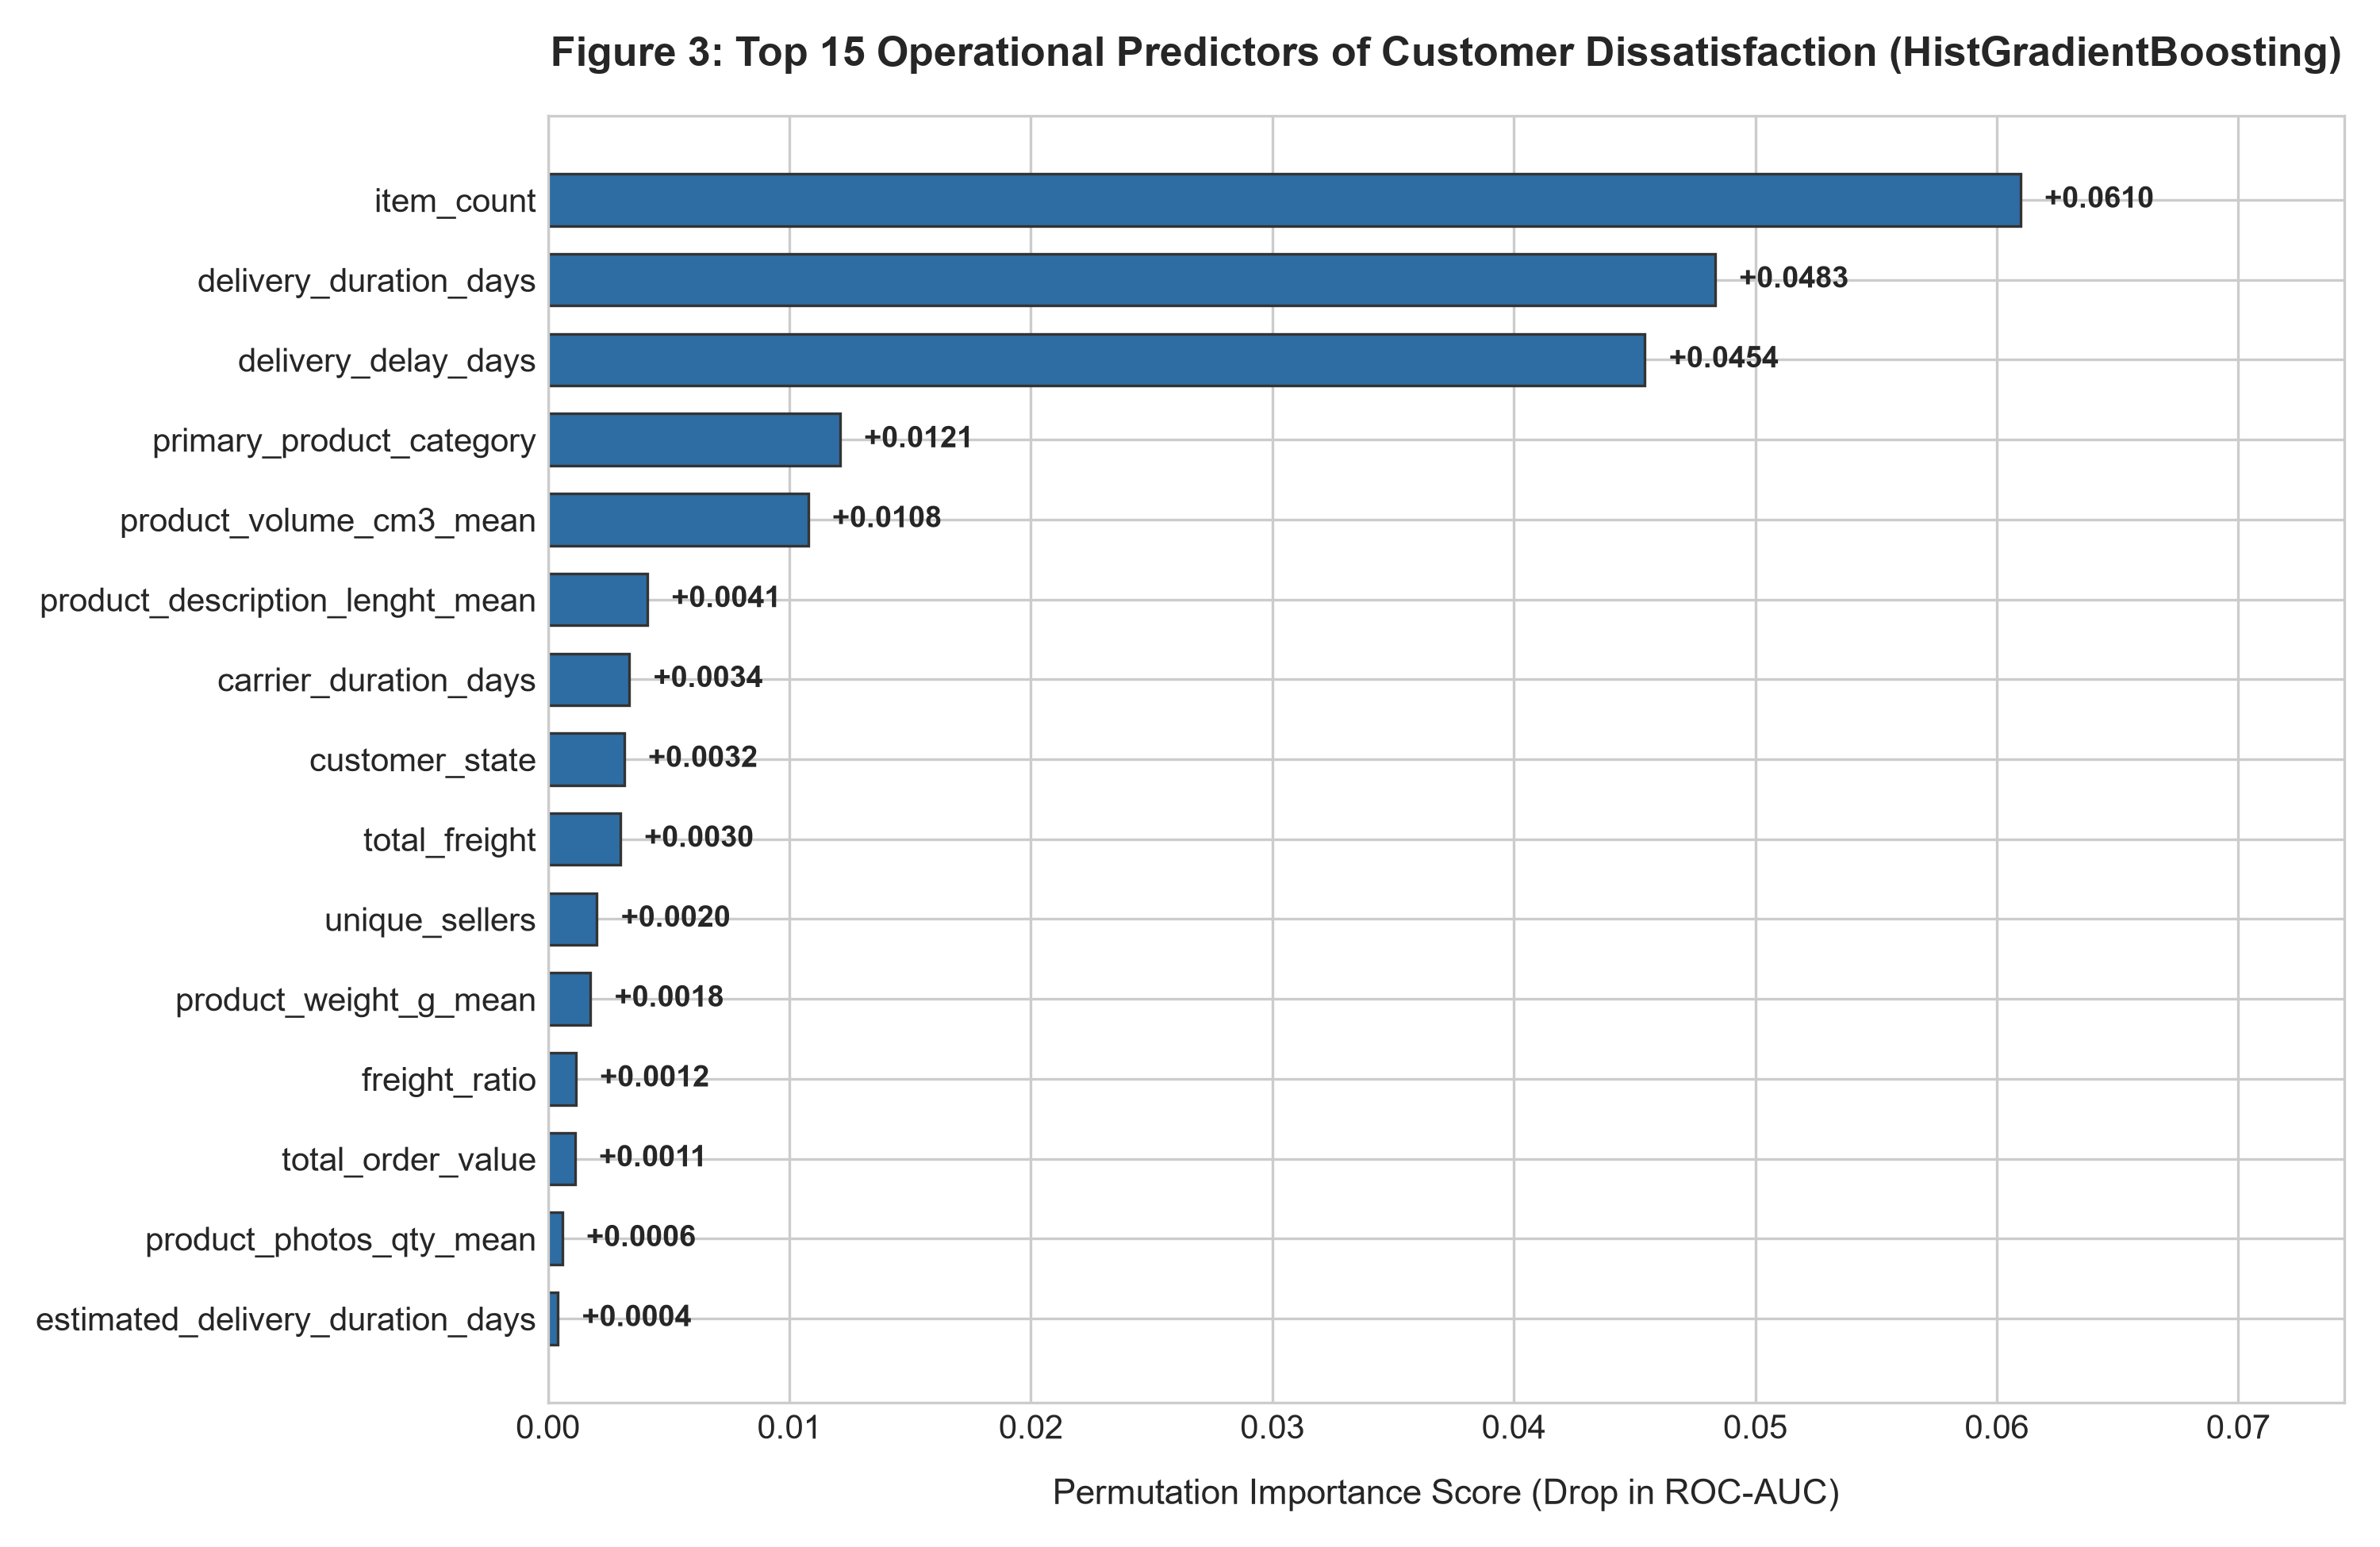 Figure 3: Top 15 Operational Predictors of Customer Dissatisfaction (HistGradientBoosting)
item_count +0.0610
delivery_duration_days +0.0483
delivery_delay_days +0.0454
primary_product_category +0.0121
product_volume_cm3_mean +0.0108
product_description_lenght_mean +0.0041
carrier_duration_days +0.0034
customer_state +0.0032
total_freight +0.0030
unique_sellers +0.0020
product_weight_g_mean +0.0018
freight_ratio +0.0012
total_order_value +0.0011
product_photos_qty_mean +0.0006
estimated_delivery_duration_days +0.0004
0.00 0.01 0.02 0.03 0.04 0.05 0.06 0.07
Permutation Importance Score (Drop in ROC-AUC)